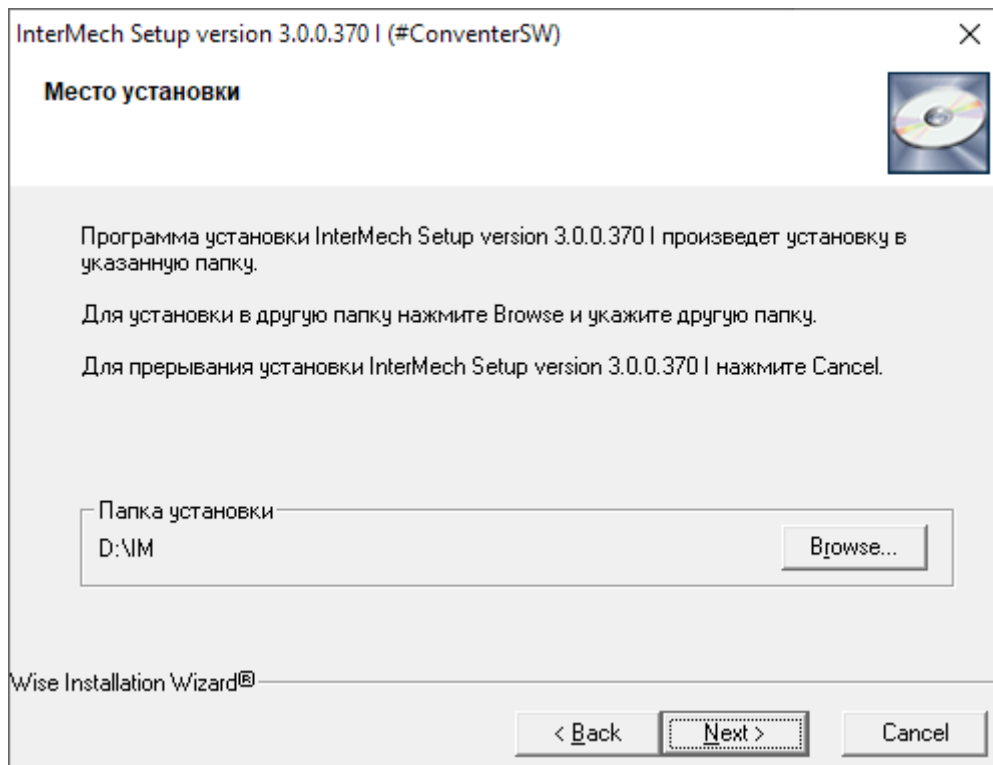 InterMech Setup version 3.0.0.370 I (#ConventerSW)
Место установки
Программа установки InterMech Setup version 3.0.0.370 I произведет установку в
указанную папку.
Для установки в другую папку нажмите Browse и укажите другую папку.
Для прерывания установки InterMech Setup version 3.0.0.370 I нажмите Cancel.
Папка установки
D:\IM
Browse...
Wise Installation Wizard®
< Back
Next >
Cancel